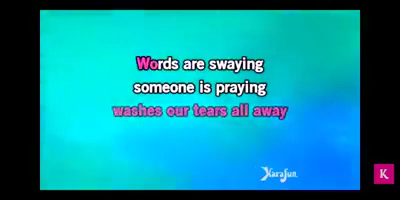 Words are swaying
someone is praying
washes our tears all away
KaraFun
K